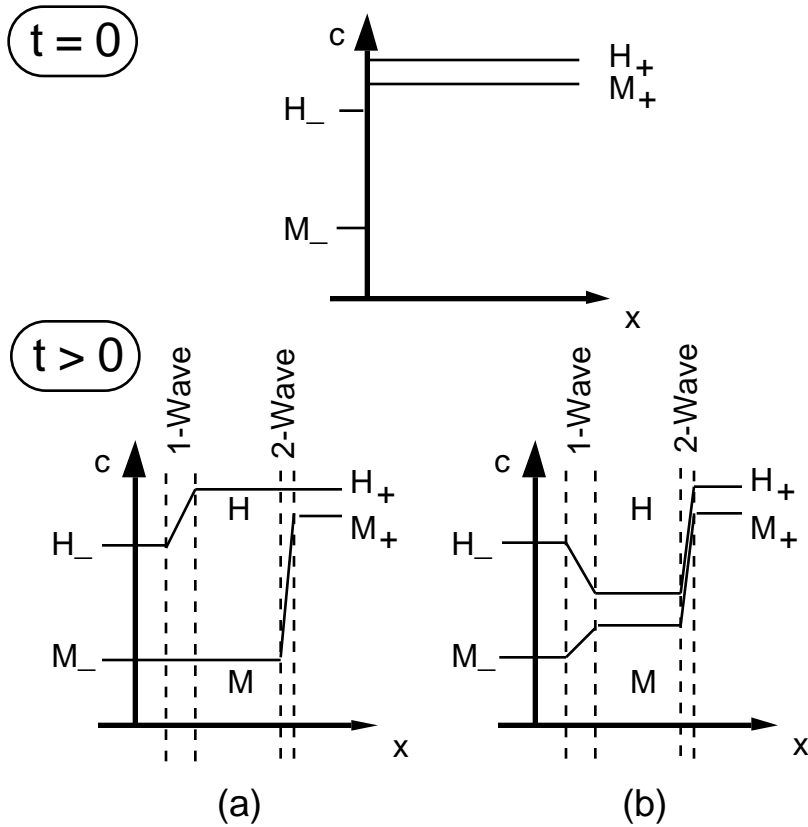 t = 0
c
H+
M+
H_
M_
x
t > 0
1-Wave
2-Wave
1-Wave
2-Wave
c
c
H+
H
H+
H
M+
M+
H_
H_
M_
M_
M
M
x
x
(a)
(b)